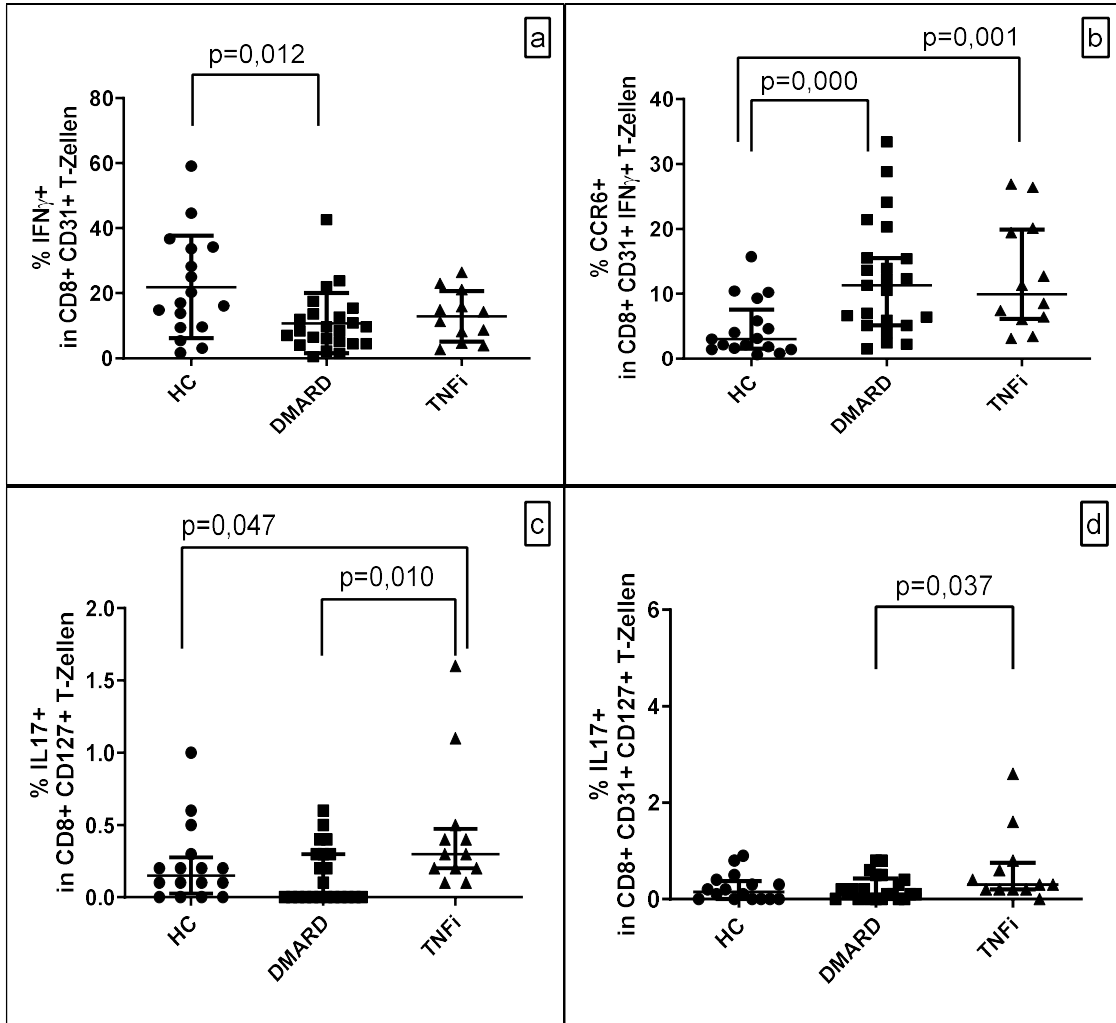 a
p=0,012
% IFNγ+
in CD8+ CD31+ T-Zellen
80
60
40
20
0
HC
DMARD
TNFi
b
p=0,001
p=0,000
% CCR6+
in CD8+ CD31+ IFNγ+ T-Zellen
40
30
20
10
0
HC
DMARD
TNFi
c
p=0,047
p=0,010
% IL17+
in CD8+ CD127+ T-Zellen
2.0
1.5
1.0
0.5
0.0
HC
DMARD
TNFi
d
p=0,037
% IL17+
in CD8+ CD31+ CD127+ T-Zellen
6
4
2
0
HC
DMARD
TNFi